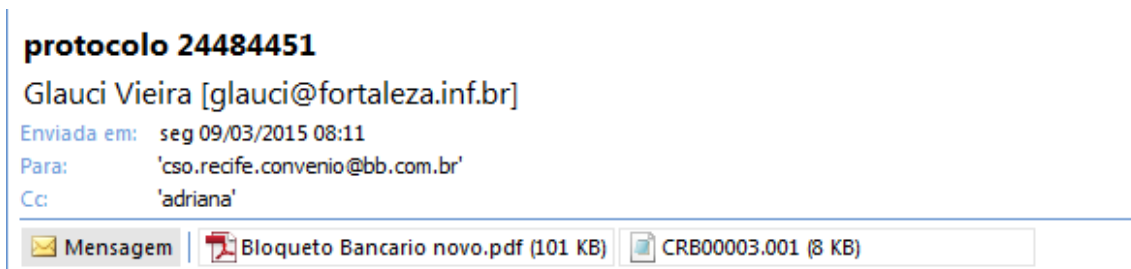 protocolo 24484451
Glauci Vieira [glauci@fortaleza.inf.br]
Enviada em: seg 09/03/2015 08:11
Para: 'cso.recife.convenio@bb.com.br'
Cc: 'adriana'
Mensagem Bloqueto Bancario novo.pdf (101 KB) CRB00003.001 (8 KB)